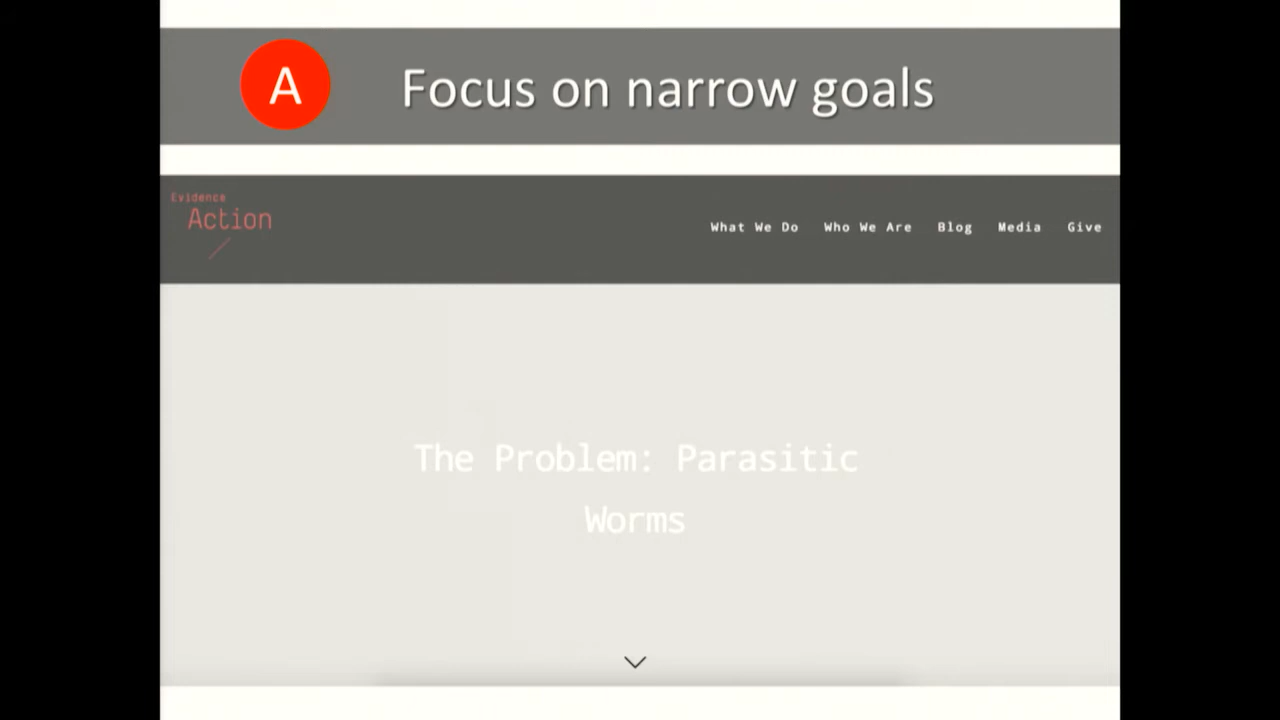 A
Focus on narrow goals
Evidence
Action
What We Do Who We Are Blog Media Give
The Problem: Parasitic
Worms